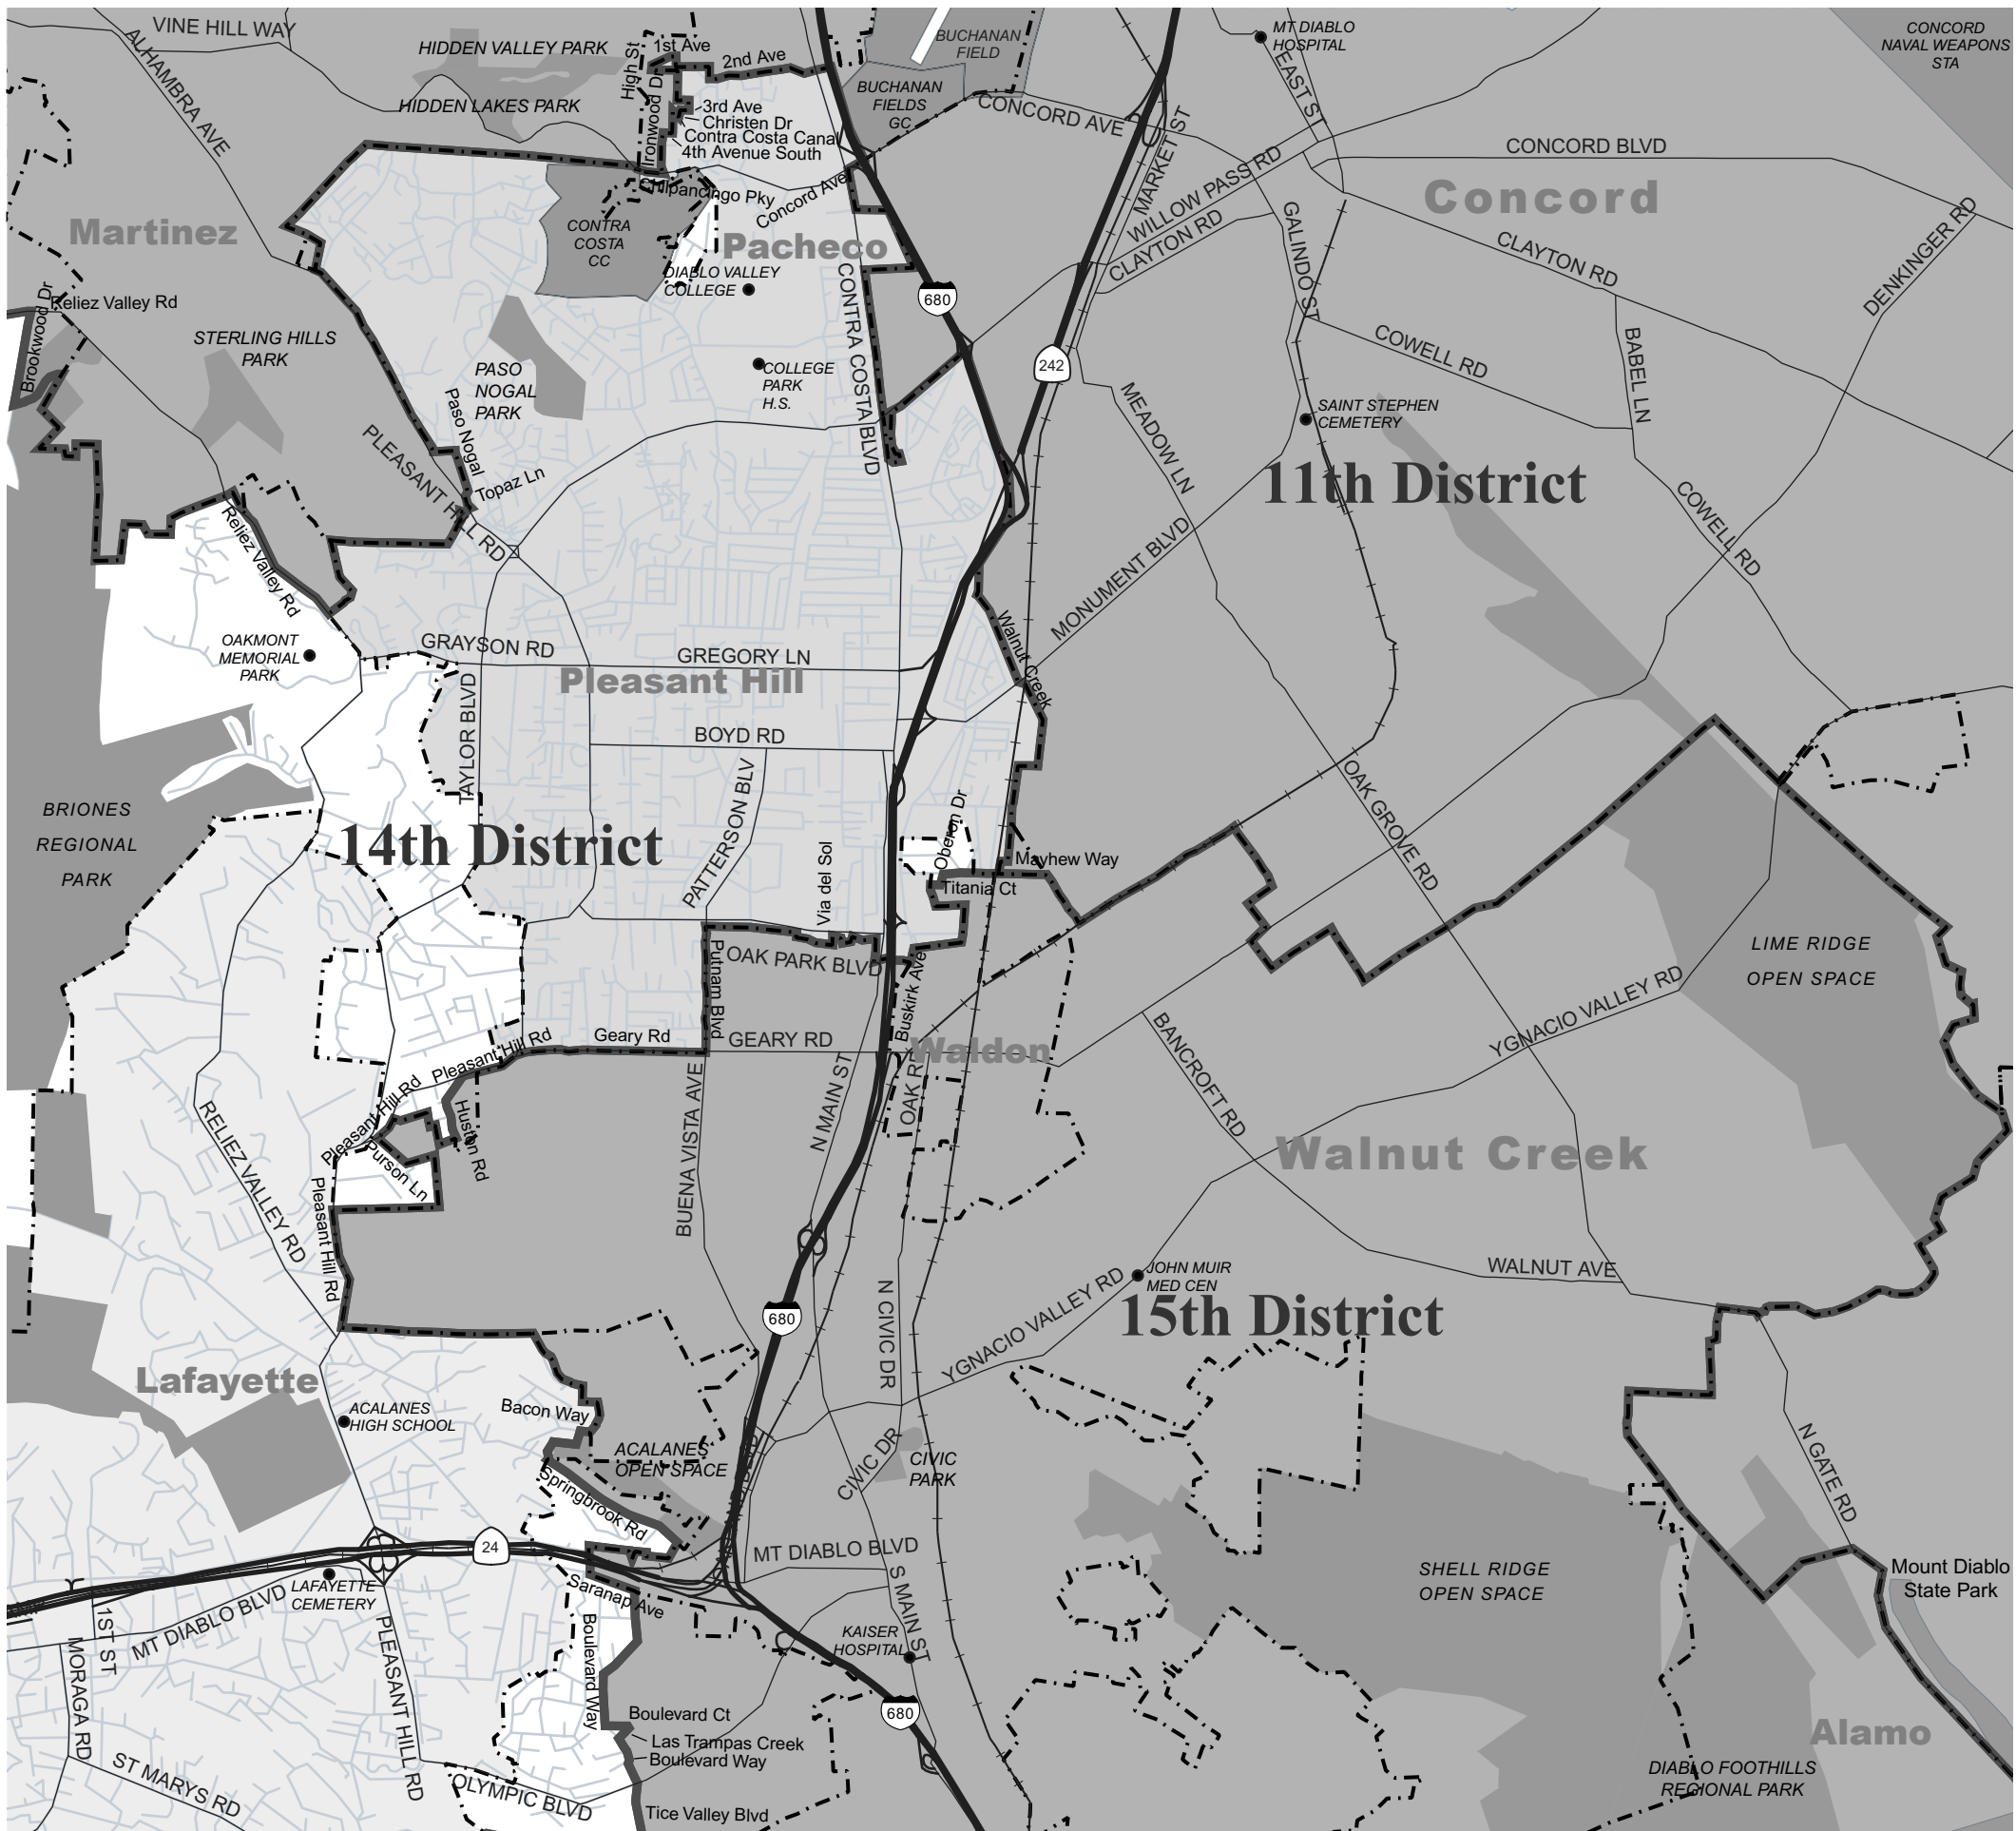 VINE HILL WAY
ALHAMBRA AVE
HIDDEN VALLEY PARK
HIDDEN LAKES PARK
High St
1st Ave
2nd Ave
Ironwood Dr
3rd Ave
Christen Dr
Contra Costa Canal
4th Avenue South
Chilpancingo Pky
Concord Ave
BUCHANAN
FIELD
BUCHANAN
FIELDS
GC
CONCORD AVE
MARKET ST
MT DIABLO
HOSPITAL
EAST ST
CONCORD
NAVAL WEAPONS
STA
CONCORD BLVD
WILLOW PASS RD
CLAYTON RD
Concord
CLAYTON RD
DENKINGER RD
GALINDO ST
COWELL RD
BABEL LN
Martinez
Pacheco
CONTRA
COSTA
CC
DIABLO VALLEY
COLLEGE
CONTRA COSTA BLVD
680
242
Brookwood Dr
Reliez Valley Rd
STERLING HILLS
PARK
PASO
NOGAL
PARK
COLLEGE
PARK
H.S.
Paso Nogal
Topaz Ln
PLEASANT HILL RD
MEADOW LN
SAINT STEPHEN
CEMETERY
11th District
COWELL RD
MONUMENT BLVD
Reliez Valley Rd
OAKMONT
MEMORIAL
PARK
GRAYSON RD
GREGORY LN
Pleasant Hill
Walnut Creek
TAYLOR BLVD
BOYD RD
PATTERSON BLV
OAK GROVE RD
BRIONES
REGIONAL
PARK
14th District
Via del Sol
Oberon Dr
Mayhew Way
Titania Ct
Putnam Blvd
OAK PARK BLVD
Buskirk Ave
LIME RIDGE
OPEN SPACE
YGNACIO VALLEY RD
Geary Rd
GEARY RD
Waldon
Pleasant Hill Rd
Pleasant Hill Rd
Huston Rd
Purson Ln
Pleasant Hill Rd
RELIEZ VALLEY RD
BUENA VISTA AVE
N MAIN ST
BANCROFT RD
Walnut Creek
WALNUT AVE
JOHN MUIR
MED CEN
15th District
YGNACIO VALLEY RD
N CIVIC DR
680
Lafayette
ACALANES
HIGH SCHOOL
Bacon Way
ACALANES
OPEN SPACE
Springbrook Rd
CIVIC DR
CIVIC
PARK
N GATE RD
24
MT DIABLO BLVD
S MAIN ST
SHELL RIDGE
OPEN SPACE
Mount Diablo
State Park
LAFAYETTE
CEMETERY
MT DIABLO BLVD
1ST ST
MORAGA RD
PLEASANT HILL RD
Saranap Ave
Boulevard Way
KAISER
HOSPITAL
680
Boulevard Ct
Las Trampas Creek
Boulevard Way
Alamo
DIABLO FOOTHILLS
REGIONAL PARK
ST MARYS RD
OLYMPIC BLVD
Tice Valley Blvd